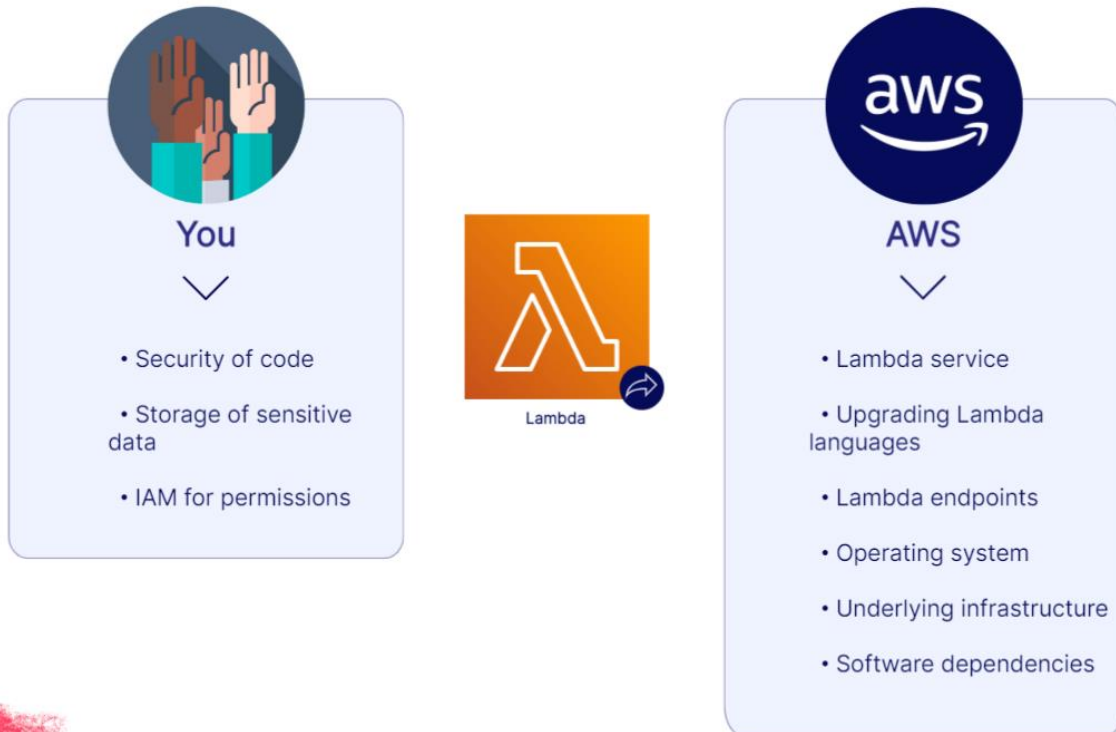 You
• Security of code
• Storage of sensitive
data
• IAM for permissions
Lambda
aws
AWS
• Lambda service
• Upgrading Lambda
languages
• Lambda endpoints
• Operating system
• Underlying infrastructure
• Software dependencies